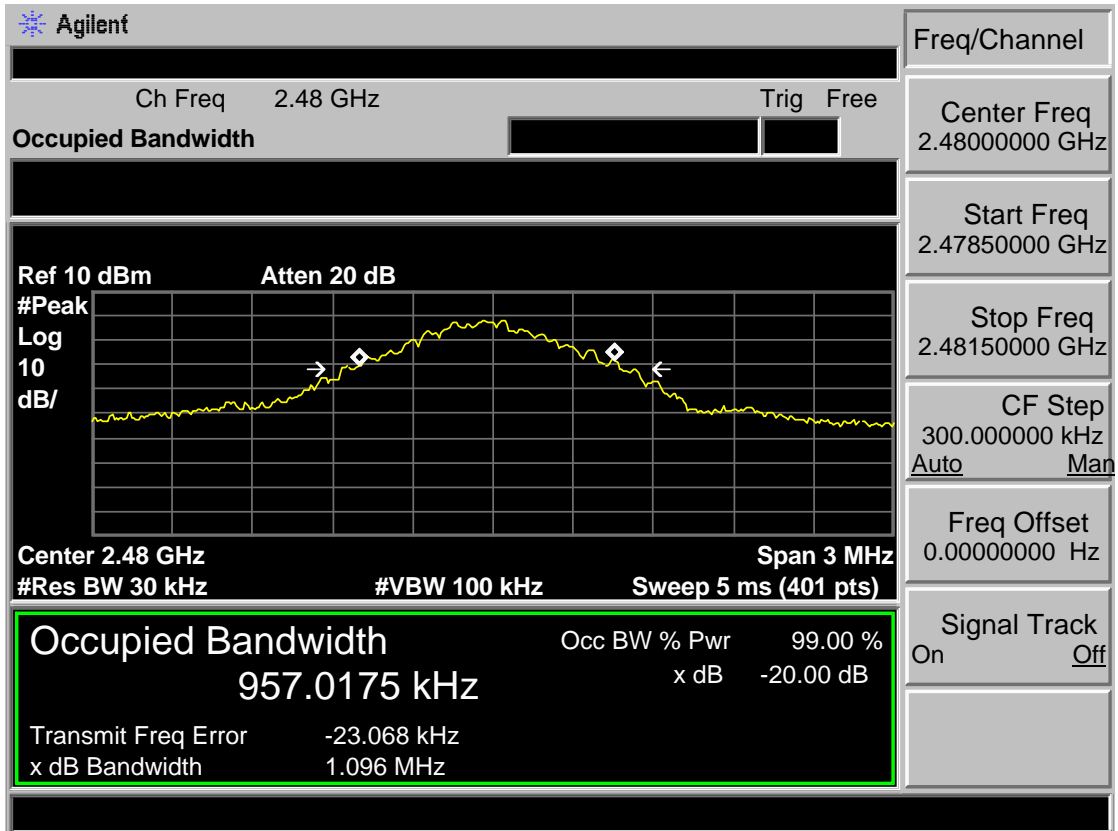 Agilent
Freq/Channel
Ch Freq 2.48 GHz Trig Free
Occupied Bandwidth
Center Freq
2.48000000 GHz
Start Freq
2.47850000 GHz
Stop Freq
2.48150000 GHz
CF Step
300.000000 kHz
Auto Man
Freq Offset
0.00000000 Hz
Signal Track
On Off
Ref 10 dBm Atten 20 dB
#Peak
Log
10
dB/
Center 2.48 GHz Span 3 MHz
#Res BW 30 kHz #VBW 100 kHz Sweep 5 ms (401 pts)
Occupied Bandwidth
957.0175 kHz
Occ BW % Pwr 99.00 %
x dB -20.00 dB
Transmit Freq Error -23.068 kHz
x dB Bandwidth 1.096 MHz